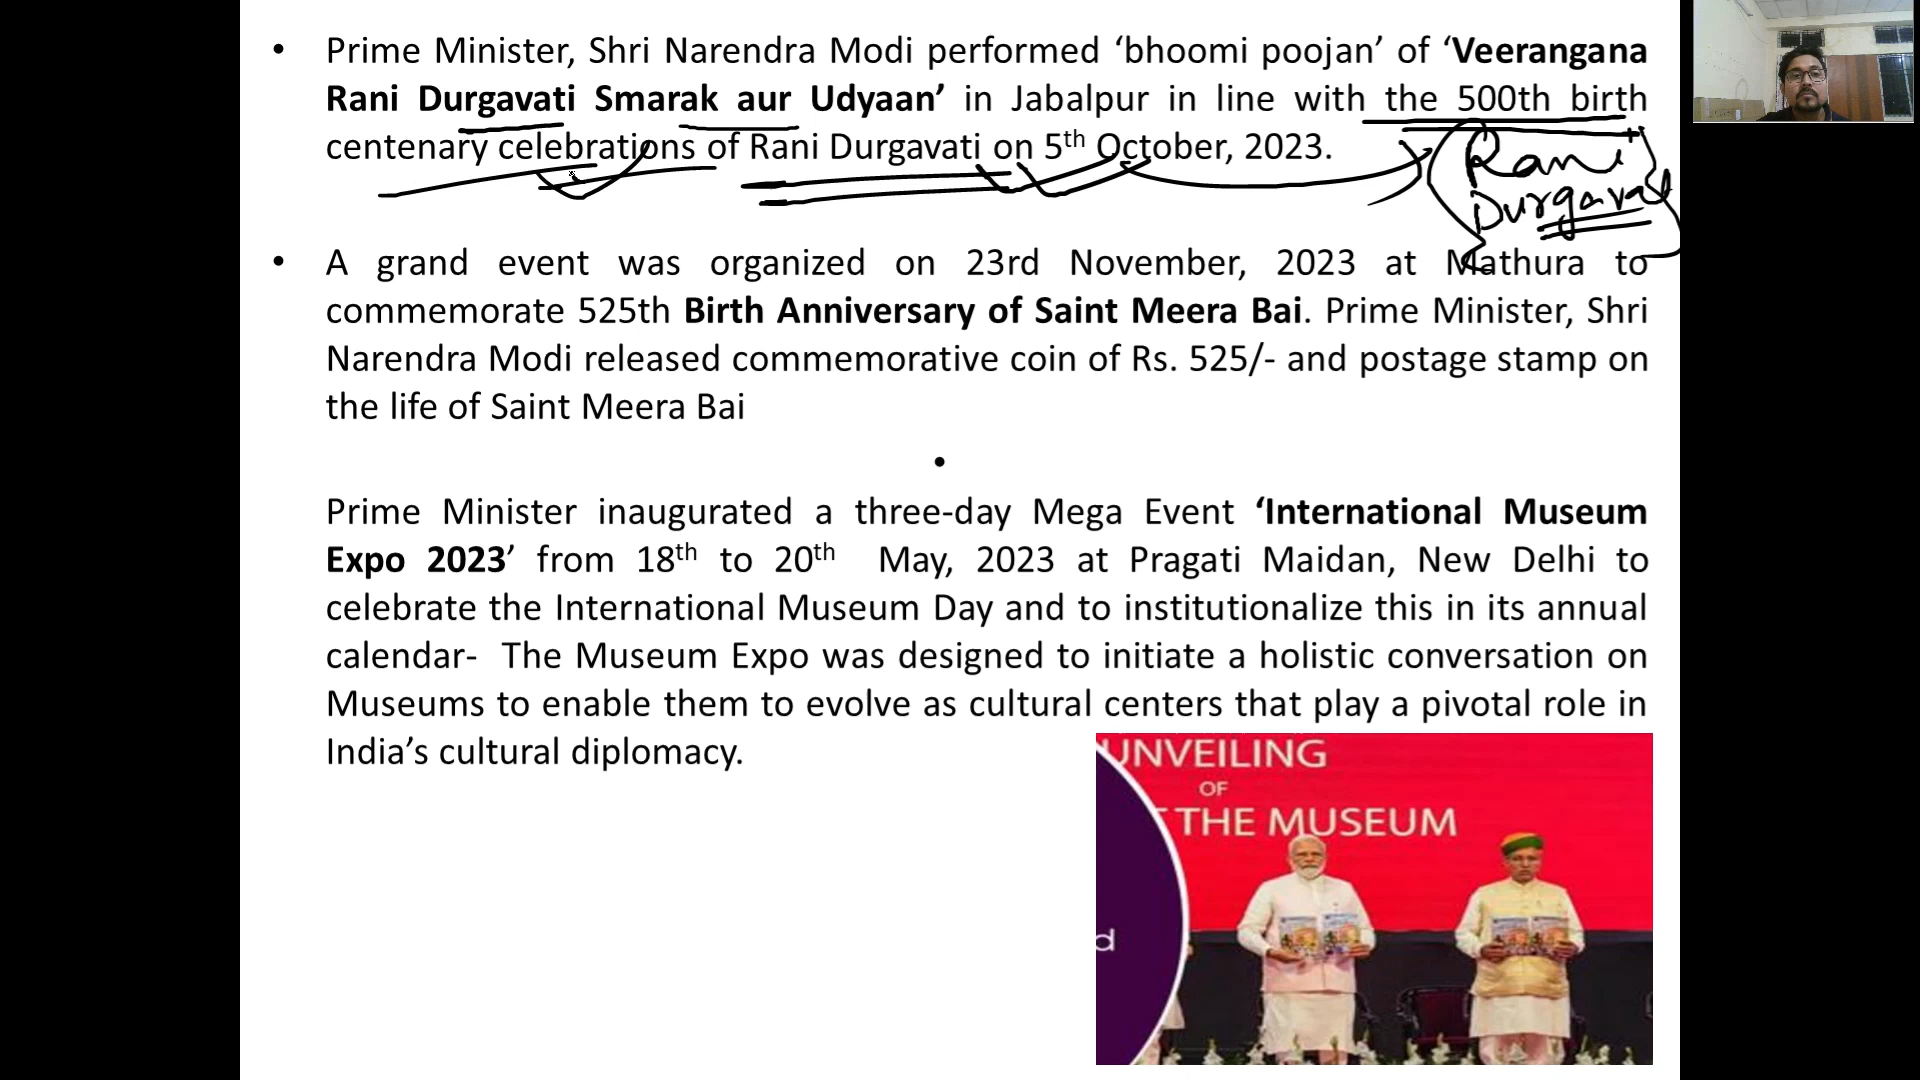 • Prime Minister, Shri Narendra Modi performed ‘bhoomi poojan’ of ‘Veerangana
Rani Durgavati Smarak aur Udyaan’ in Jabalpur in line with the 500th birth
centenary celebrations of Rani Durgavati on 5th October, 2023.
Rani
Durgavati
• A grand event was organized on 23rd November, 2023 at Mathura to
commemorate 525th Birth Anniversary of Saint Meera Bai. Prime Minister, Shri
Narendra Modi released commemorative coin of Rs. 525/- and postage stamp on
the life of Saint Meera Bai
•
Prime Minister inaugurated a three-day Mega Event ‘International Museum
Expo 2023’ from 18th to 20th May, 2023 at Pragati Maidan, New Delhi to
celebrate the International Museum Day and to institutionalize this in its annual
calendar- The Museum Expo was designed to initiate a holistic conversation on
Museums to enable them to evolve as cultural centers that play a pivotal role in
India’s cultural diplomacy.
UNVEILING
OF
THE MUSEUM
d